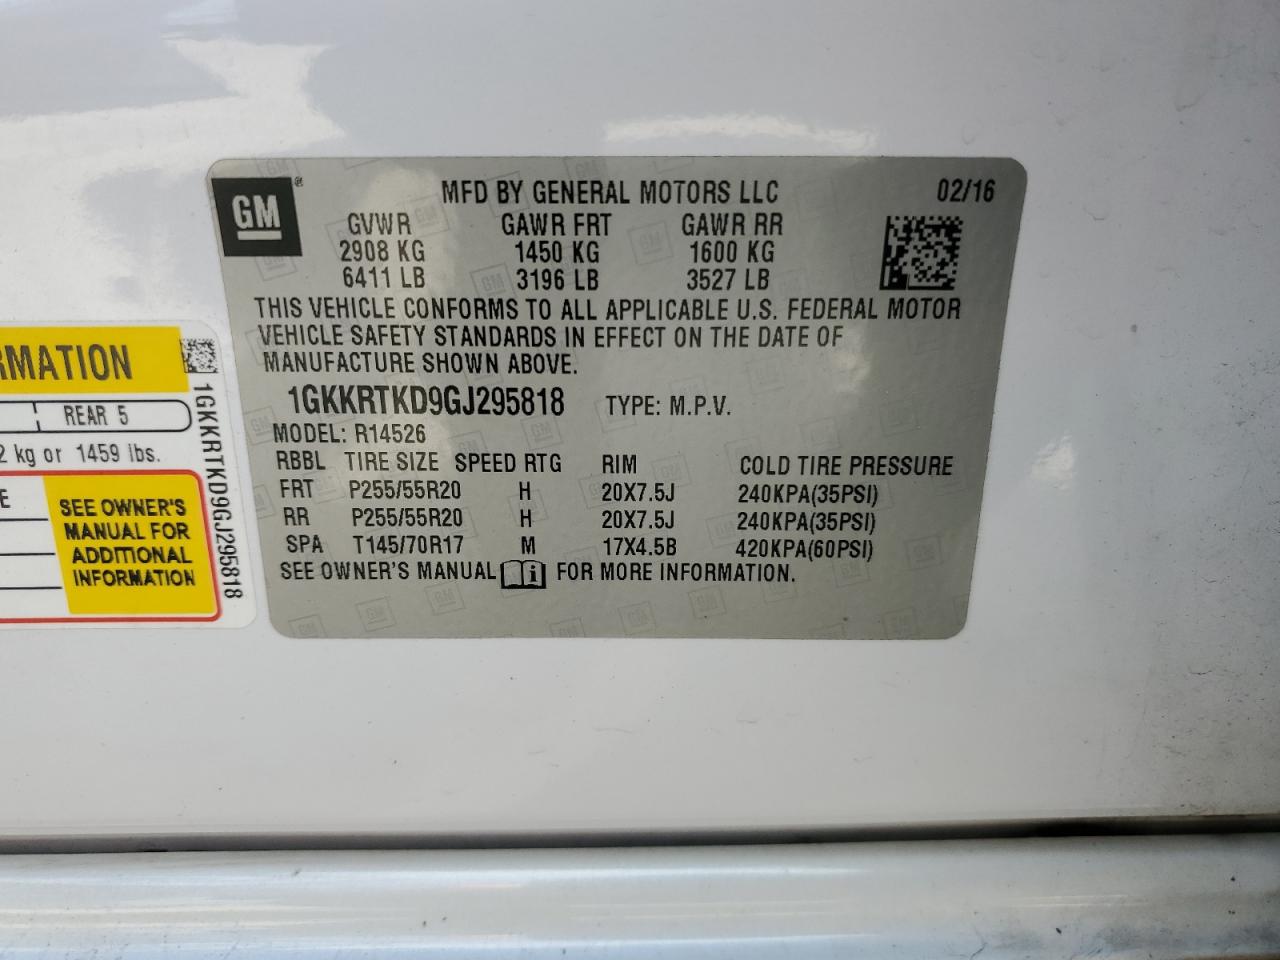 GM
®
MFD BY GENERAL MOTORS LLC 02/16
GVWR GAWR FRT GAWR RR
2908 KG 1450 KG 1600 KG
6411 LB 3196 LB 3527 LB
THIS VEHICLE CONFORMS TO ALL APPLICABLE U.S. FEDERAL MOTOR
VEHICLE SAFETY STANDARDS IN EFFECT ON THE DATE OF
MANUFACTURE SHOWN ABOVE.
1GKKRTKD9GJ295818 TYPE: M.P.V.
MODEL: R14526
RBBL TIRE SIZE SPEED RTG RIM COLD TIRE PRESSURE
FRT P255/55R20 H 20X7.5J 240KPA(35PSI)
RR P255/55R20 H 20X7.5J 240KPA(35PSI)
SPA T145/70R17 M 17X4.5B 420KPA(60PSI)
SEE OWNER'S MANUAL i FOR MORE INFORMATION.
RMATION
REAR 5
2 kg or 1459 lbs.
E
SEE OWNER'S
MANUAL FOR
ADDITIONAL
INFORMATION
1GKKRTKD9GJ295818